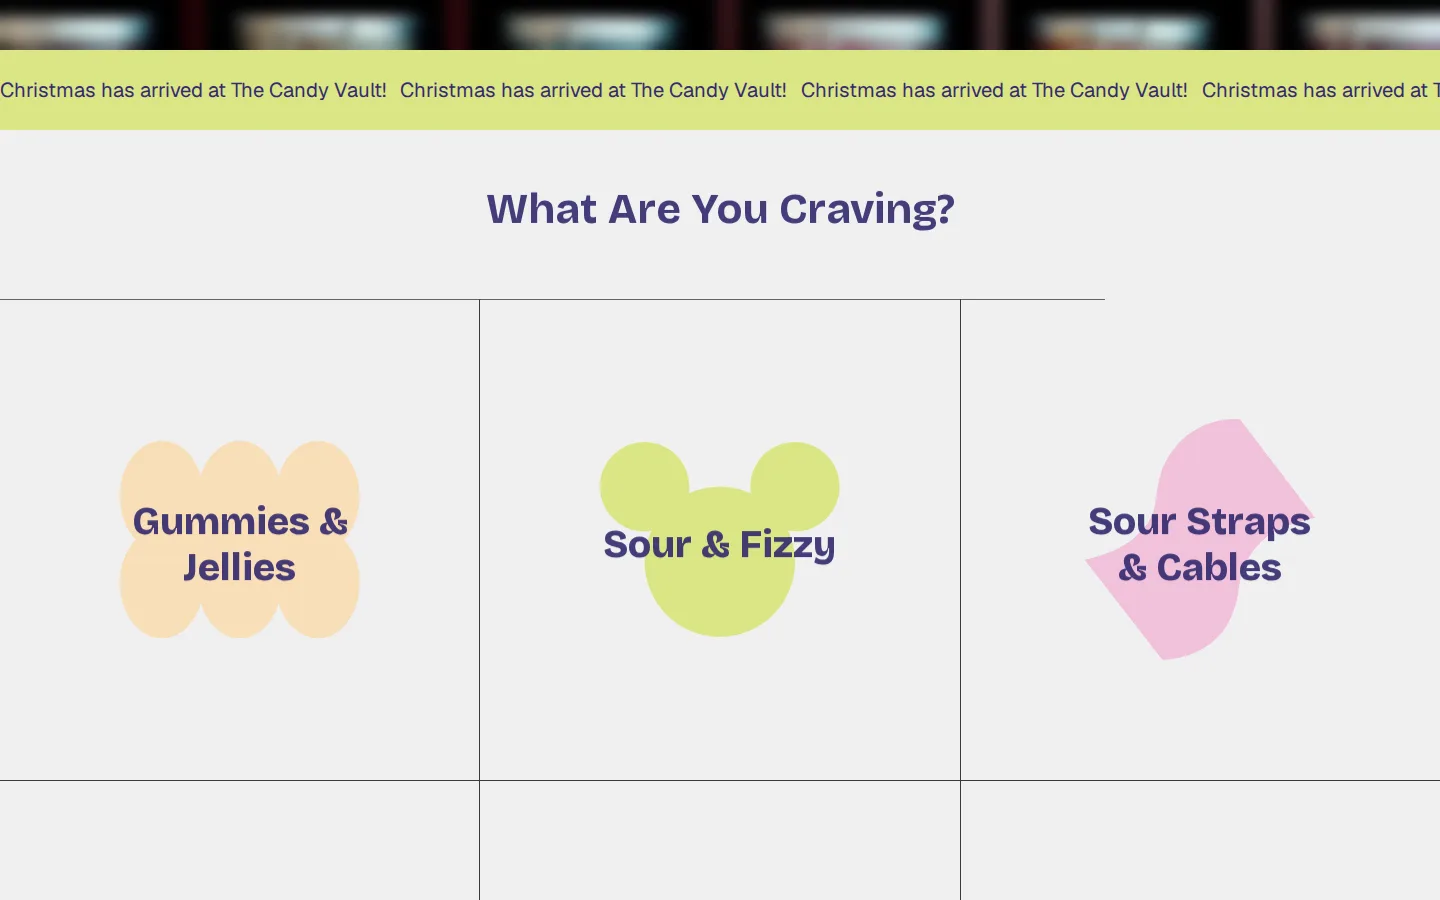 Christmas has arrived at The Candy Vault! Christmas has arrived at The Candy Vault! Christmas has arrived at The Candy Vault! Christmas has arrived at T
What Are You Craving?
Gummies &
Jellies
Sour & Fizzy
Sour Straps
& Cables